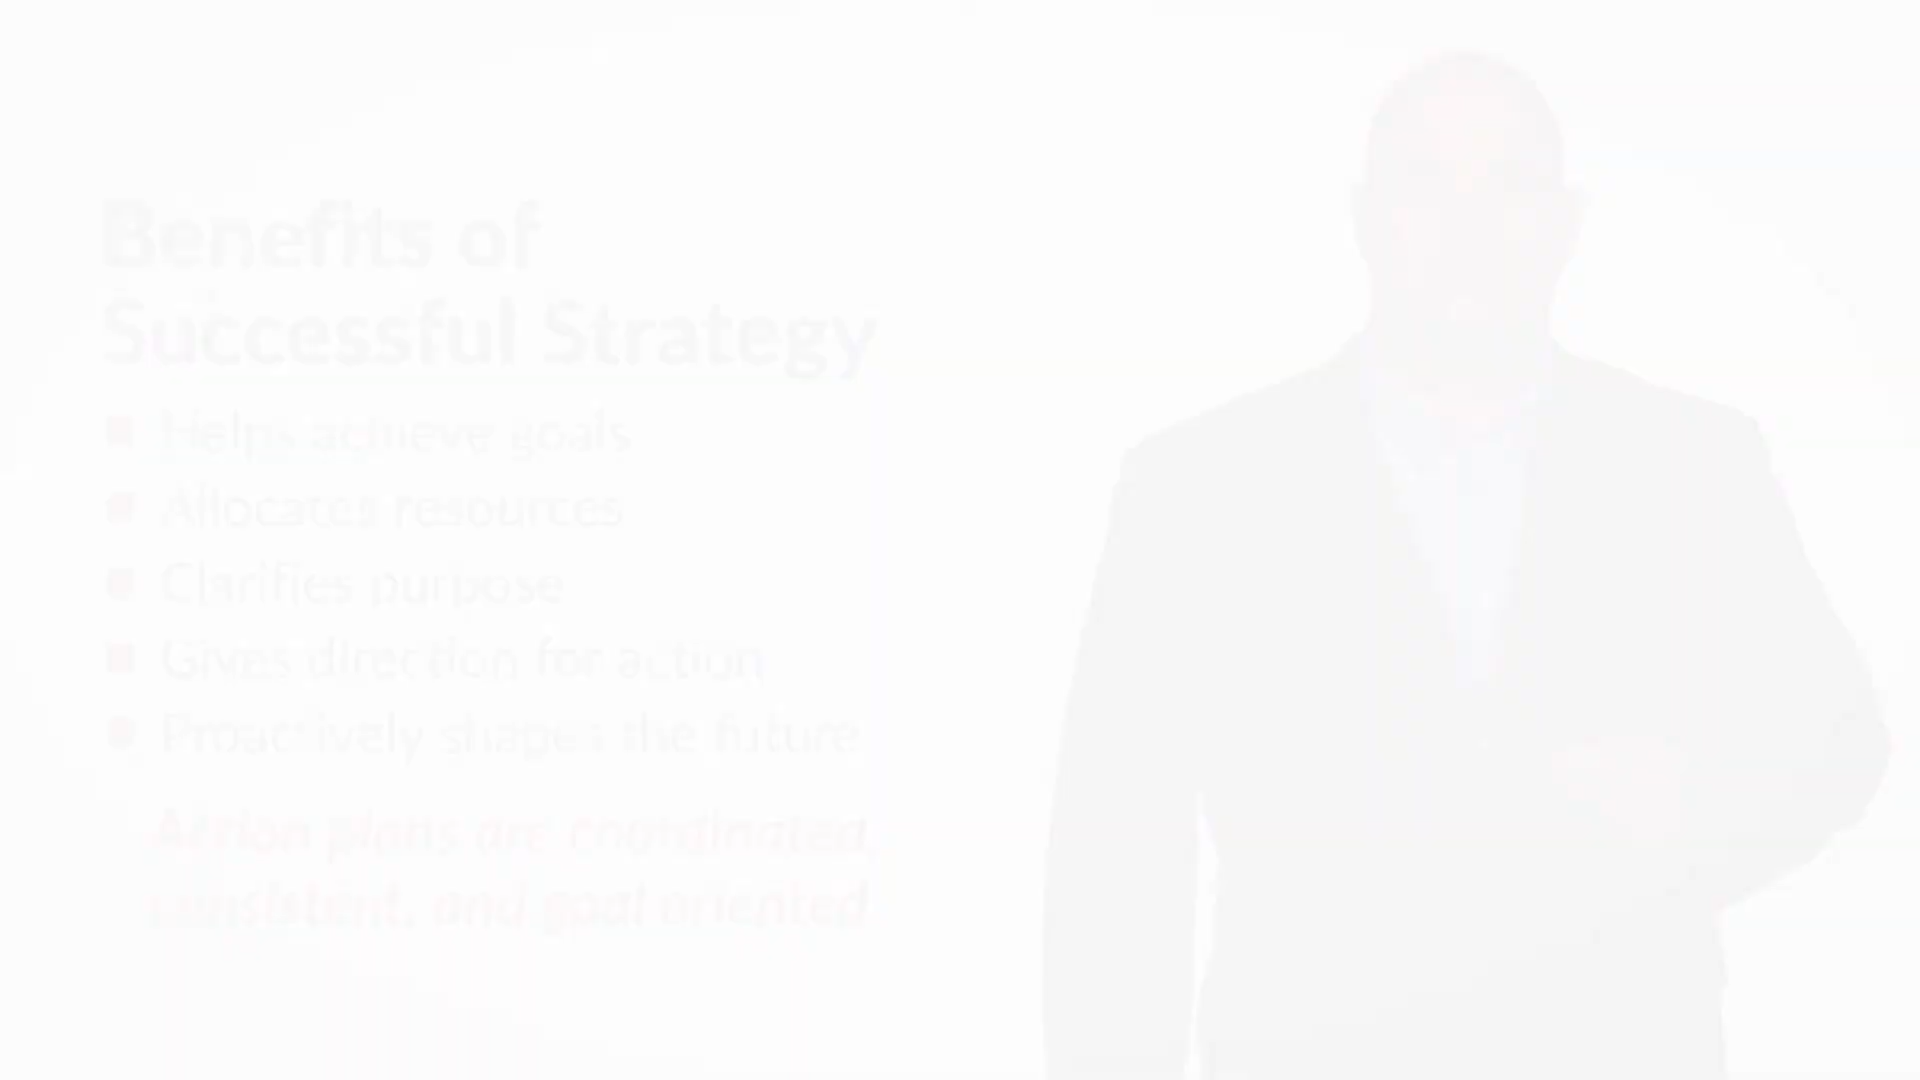 Benefits of
Successful Strategy
Helps achieve goals
Allocates resources
Clarifies purpose
Gives direction for action
Proactively shapes the future
Action plans are coordinated
consistent, and goal oriented